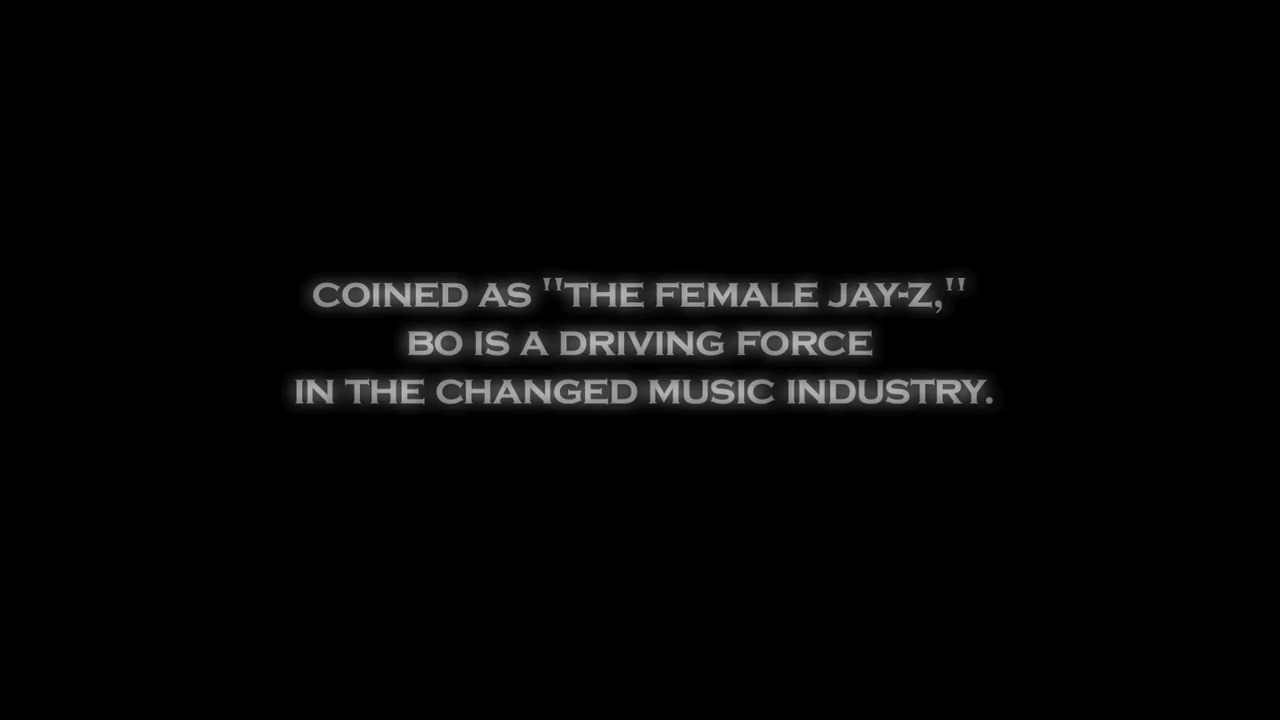 COINED AS "THE FEMALE JAY-Z,"
BO IS A DRIVING FORCE
IN THE CHANGED MUSIC INDUSTRY.